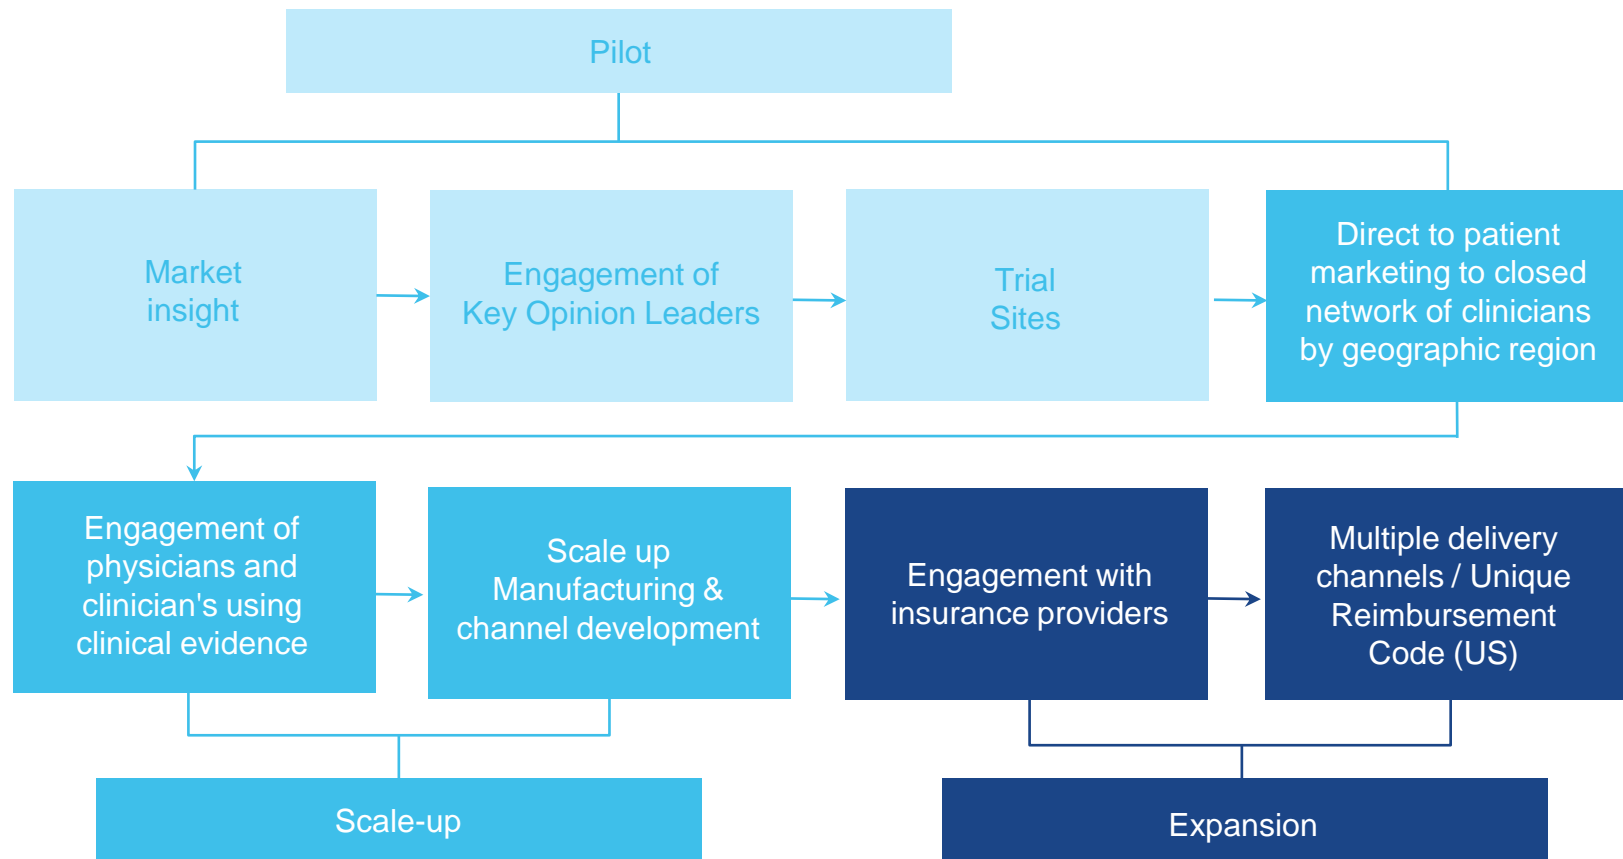 Pilot
Market
insight
Engagement of
Key Opinion Leaders
Trial
Sites
Direct to patient
marketing to closed
network of clinicians
by geographic region
Engagement of
physicians and
clinician's using
clinical evidence
Scale up
Manufacturing &
channel development
Engagement with
insurance providers
Multiple delivery
channels / Unique
Reimbursement
Code (US)
Scale-up
Expansion